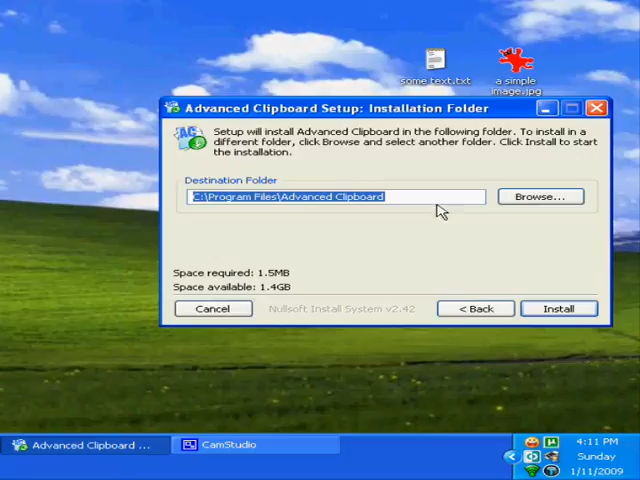 some text.txt
a simple
image.jpg
Advanced Clipboard Setup: Installation Folder
Setup will install Advanced Clipboard in the following folder. To install in a
different folder, click Browse and select another folder. Click Install to start
the installation.
Destination Folder
C:\Program Files\Advanced Clipboard
Browse...
Space required: 1.5MB
Space available: 1.4GB
Cancel
Nullsoft Install System v2.42
< Back
Install
Advanced Clipboard ...
CamStudio
4:11 PM
Sunday
1/11/2009